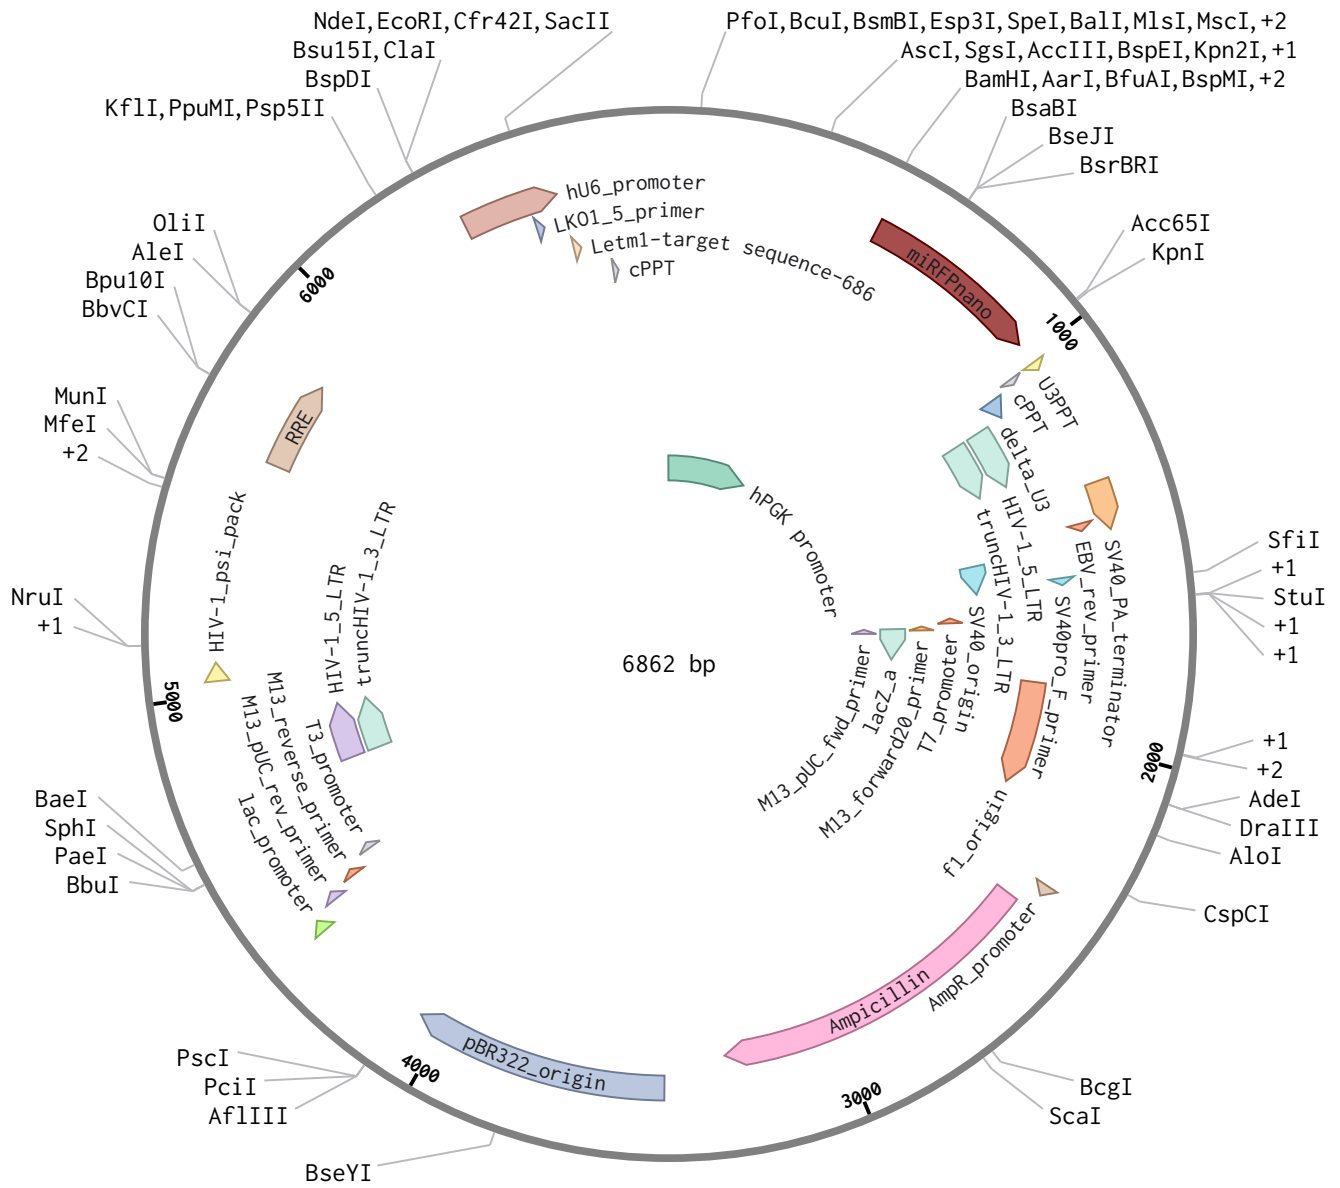 NdeI,EcoRI,Cfr42I,SacII
Bsu15I,ClaI
BspDI
KflI,PpuMI,Psp5II
PfoI,BcuI,BsmBI,Esp3I,SpeI,BalI,MlsI,MscI,+2
AscI,SgsI,AccIII,BspEI,Kpn2I,+1
BamHI,AarI,BfuAI,BspMI,+2
BsaBI
BseJI
BsrBRI
Acc65I
KpnI
OliI
AleI
Bpu10I
BbvCI
MunI
MfeI
+2
NruI
+1
BaeI
SphI
PaeI
BbuI
PscI
PciI
AflIII
BseYI
SfiI
+1
StuI
+1
+1
+1
+2
AdeI
DraIII
AloI
CspCI
BcgI
ScaI
1000
2000
3000
4000
5000
6000
hU6_promoter
LKO1_5_primer
Letm1-target sequence-686
cPPT
miRFPnano
U3PPT
cPPT
delta_U3
HIV-1_5_LTR
truncHIV-1_3_LTR
SV40_PA_terminator
EBV_rev_primer
SV40pro_F_primer
SV40_origin
T7_promoter
M13_forward20_primer
lacZ_a
M13_pUC_fwd_primer
f1_origin
AmpR_promoter
Ampicillin
pBR322_origin
lac_promoter
M13_pUC_rev_primer
M13_reverse_primer
T3_promoter
HIV-1_5_LTR
truncHIV-1_3_LTR
HIV-1_psi_pack
RRE
hPGK promoter
6862 bp